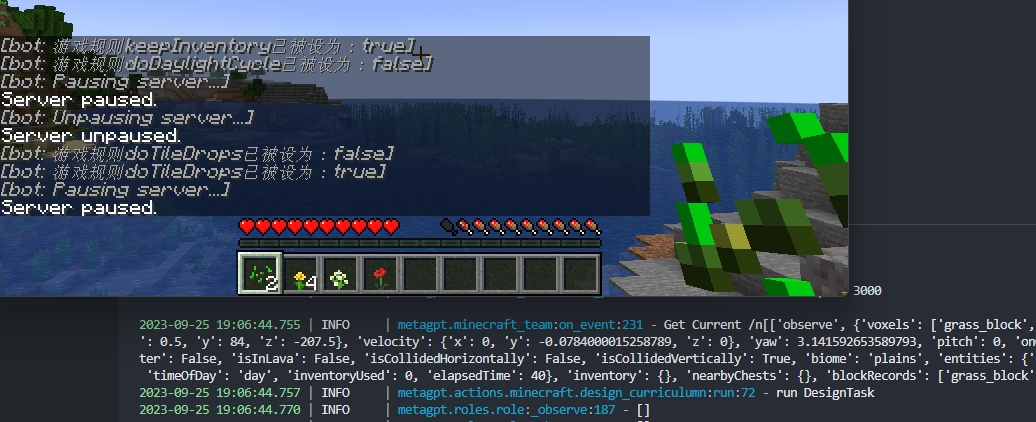 [bot: 游戏规则keepInventory已被设为：true]
[bot: 游戏规则doDaylightCycle已被设为：false]
[bot: Pausing server...]
Server paused.
[bot: Unpausing server...]
Server unpaused.
[bot: 游戏规则doTileDrops已被设为：false]
[bot: 游戏规则doTileDrops已被设为：true]
[bot: Pausing server...]
Server paused.
2 4
3000
2023-09-25 19:06:44.755 | INFO | metagpt.minecraft_team:on_event:231 - Get Current /n[['observe', {'voxels': ['grass_block',
': 0.5, 'y': 84, 'z': -207.5}, 'velocity': {'x': 0, 'y': -0.0784000015258789, 'z': 0}, 'yaw': 3.141592653589793, 'pitch': 0, 'on
ter': False, 'isInLava': False, 'isCollidedHorizontally': False, 'isCollidedVertically': True, 'biome': 'plains', 'entities': {'
'timeOfDay': 'day', 'inventoryUsed': 0, 'elapsedTime': 40}, 'inventory': {}, 'nearbyChests': {}, 'blockRecords': ['grass_block'
2023-09-25 19:06:44.757 | INFO | metagpt.actions.minecraft.design_curriculumn:run:72 - run DesignTask
2023-09-25 19:06:44.770 | INFO | metagpt.roles.role:_observe:187 - []